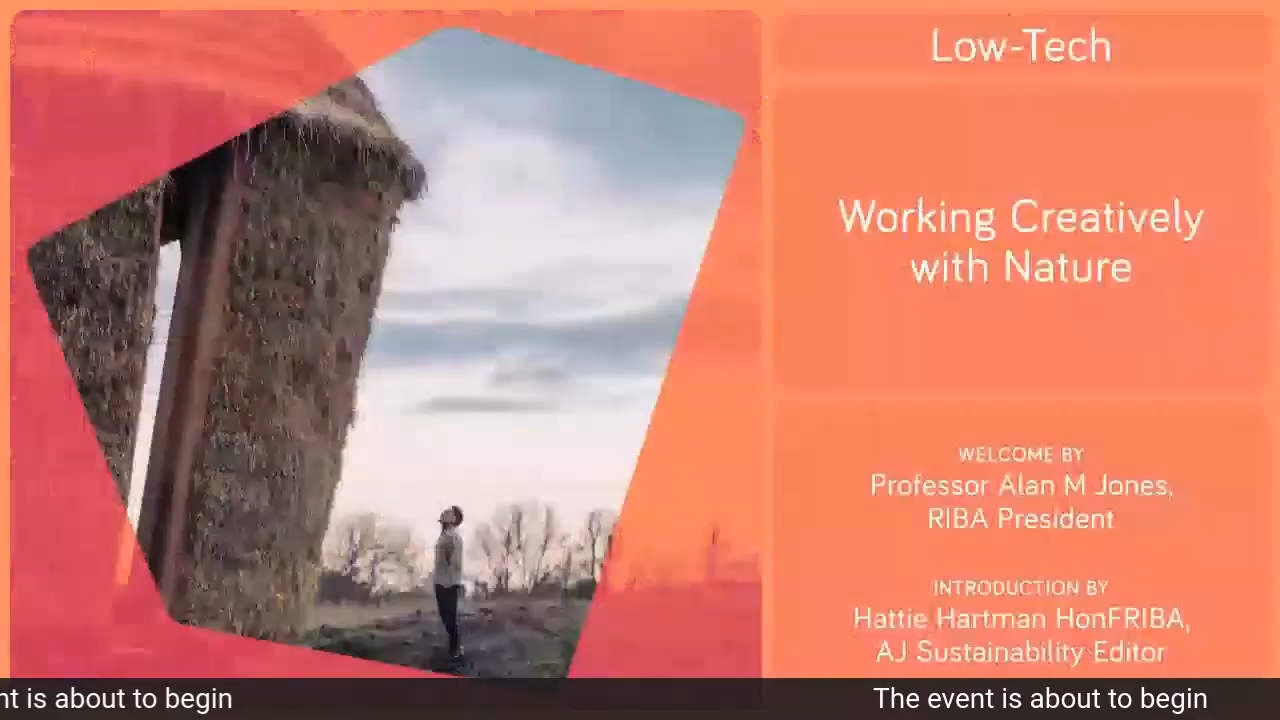 Low-Tech
Working Creatively
with Nature
WELCOME BY
Professor Alan M Jones,
RIBA President
INTRODUCTION BY
Hattie Hartman HonFRIBA,
AJ Sustainability Editor
nt is about to begin
The event is about to begin